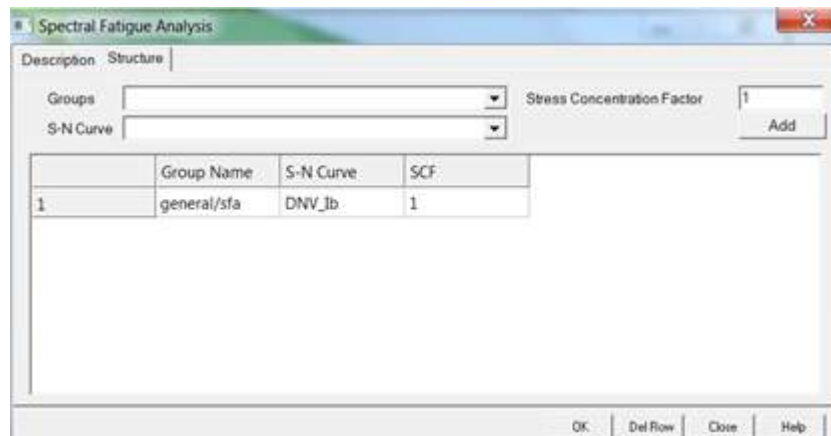 Spectral Fatigue Analysis
Description Structure
Groups Stress Concentration Factor 1
S-N Curve Add
Group Name S-N Curve SCF
1 general/sfa DNV_Ib 1
OK Del Row Close Help